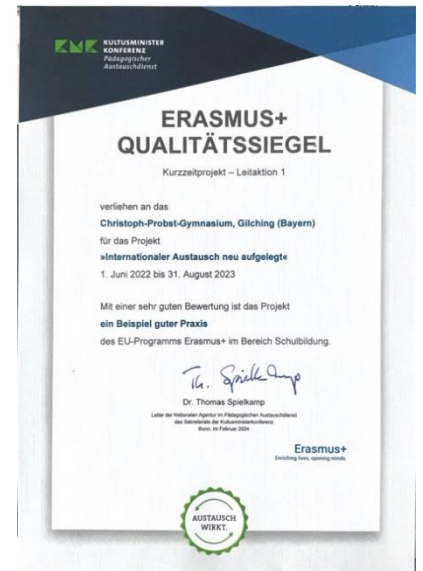 KMK KULTUSMINISTER
KONFERENZ
Pädagogischer
Austauschdienst
ERASMUS+
QUALITÄTSSIEGEL
Kurzzeitprojekt – Leitaktion 1
verliehen an das
Christoph-Probst-Gymnasium, Gilching (Bayern)
für das Projekt
»Internationaler Austausch neu aufgelegt«
1. Juni 2022 bis 31. August 2023
Mit einer sehr guten Bewertung ist das Projekt
ein Beispiel guter Praxis
des EU-Programms Erasmus+ im Bereich Schulbildung.
Th. Spielkamp
Dr. Thomas Spielkamp
Leiter der Nationalen Agentur im Pädagogischen Austauschdienst
des Sekretariats der Kultusministerkonferenz
Bonn, im Februar 2024
Erasmus+
Enriching lives, opening minds.
AUSTAUSCH
WIRKT.